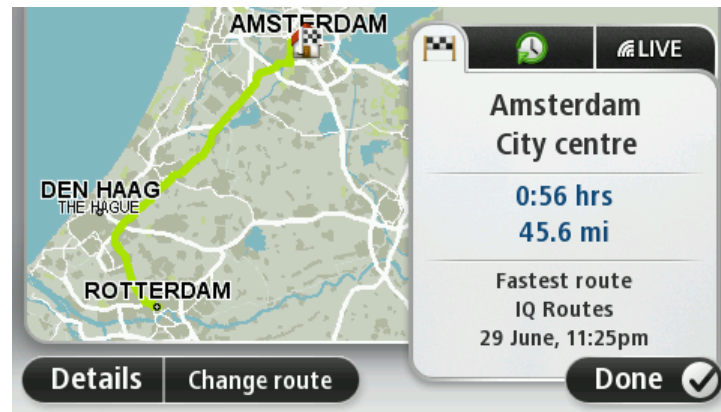 AMSTERDAM
DEN HAAG
THE HAGUE
ROTTERDAM
LIVE
Amsterdam
City centre
0:56 hrs
45.6 mi
Fastest route
IQ Routes
29 June, 11:25pm
Details
Change route
Done